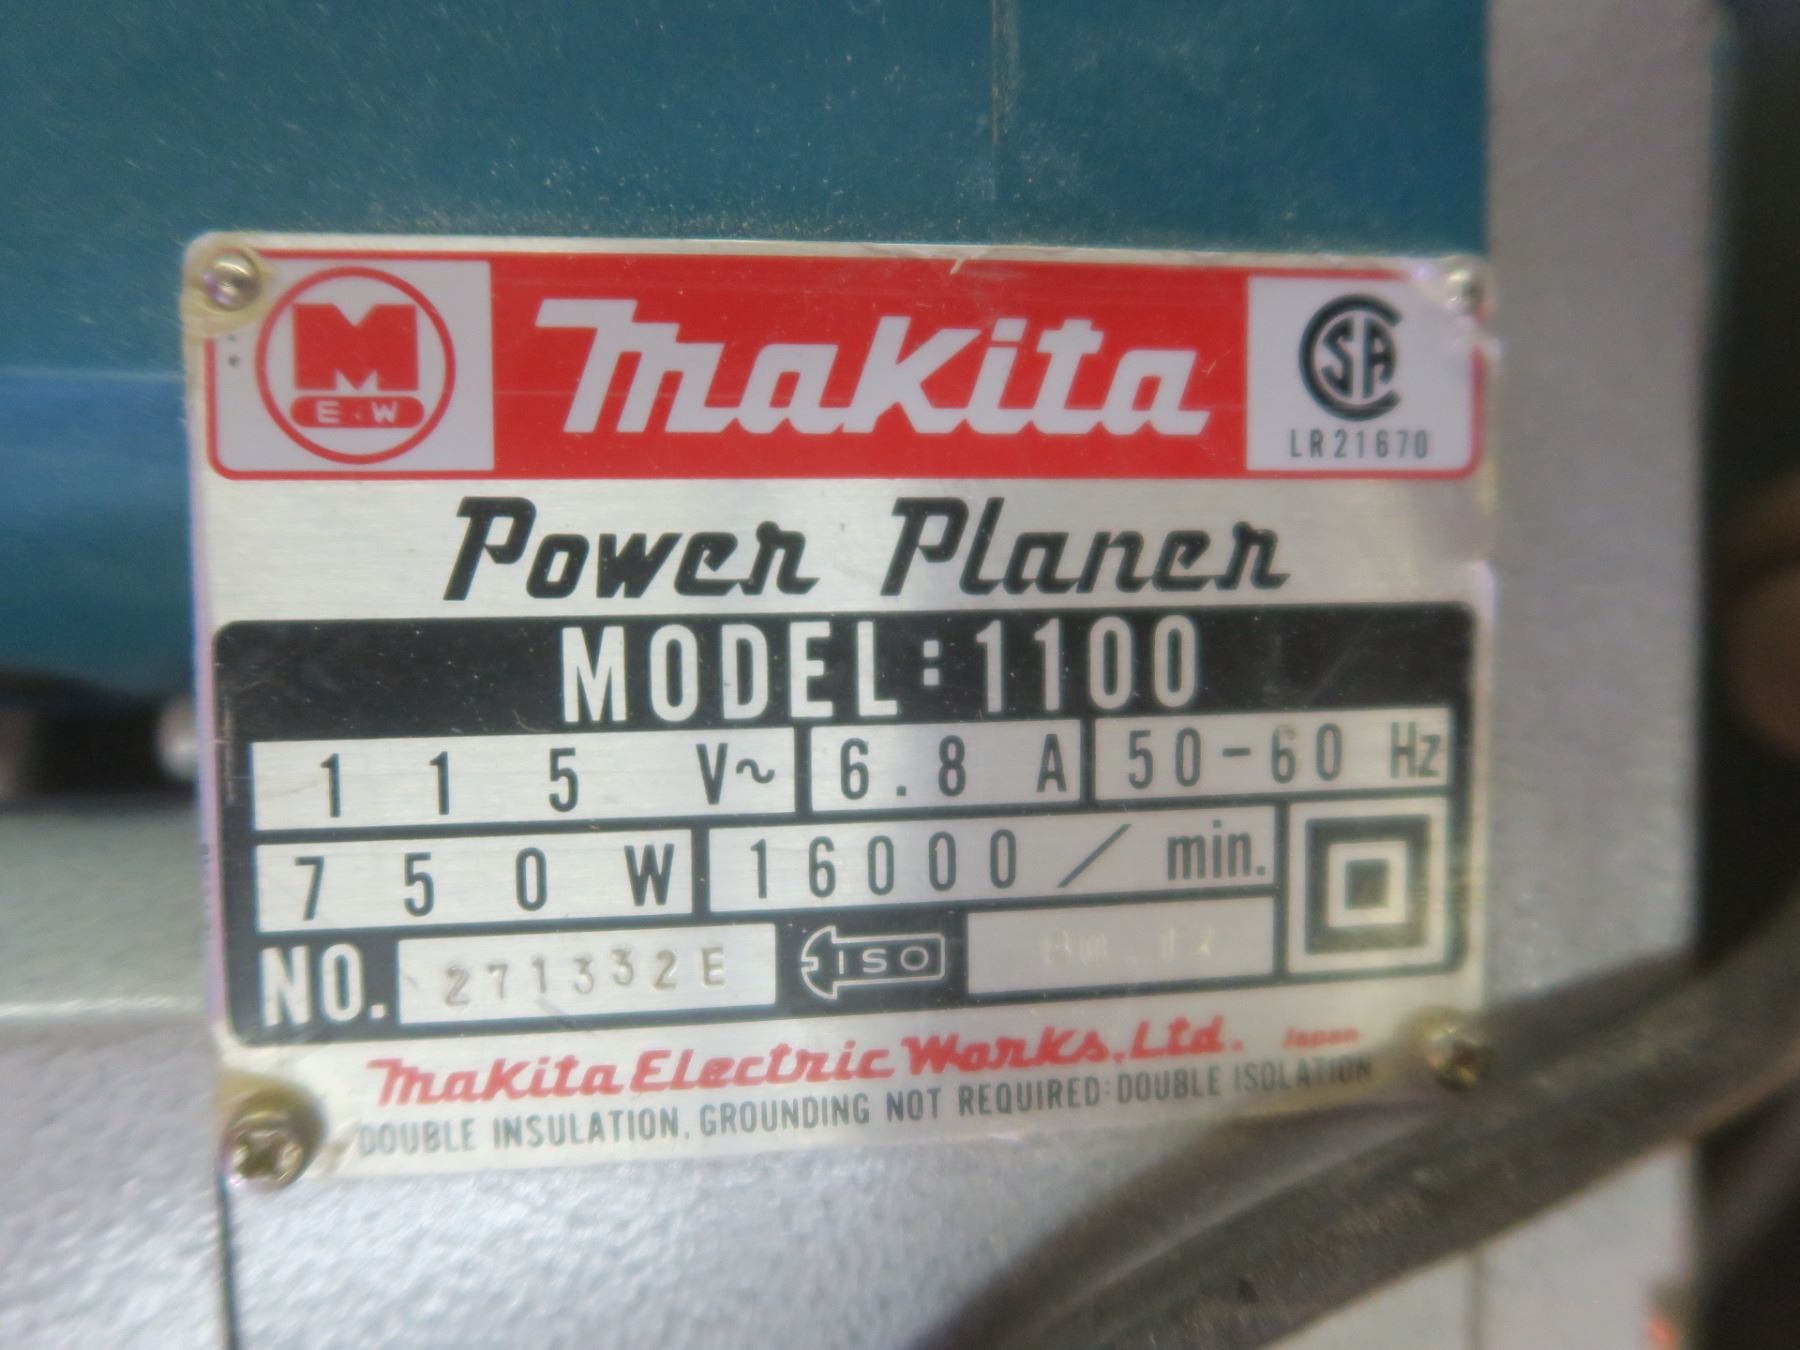 M
E W
Makita
CSA
LR21670
Power Planer
MODEL:1100
115 V~ 6.8 A 50-60 Hz
750 W 16000/min.
NO. 271332E ISO
Makita Electric Works, Ltd. Japan
DOUBLE INSULATION, GROUNDING NOT REQUIRED: DOUBLE ISOLATION